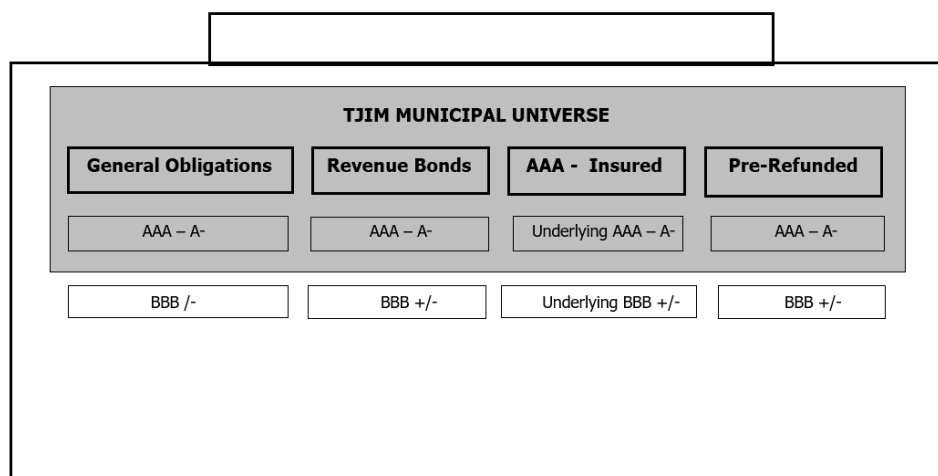 TJIM MUNICIPAL UNIVERSE
General Obligations Revenue Bonds AAA - Insured Pre-Refunded
AAA – A- AAA – A- Underlying AAA – A- AAA – A-
BBB /- BBB +/- Underlying BBB +/- BBB +/-